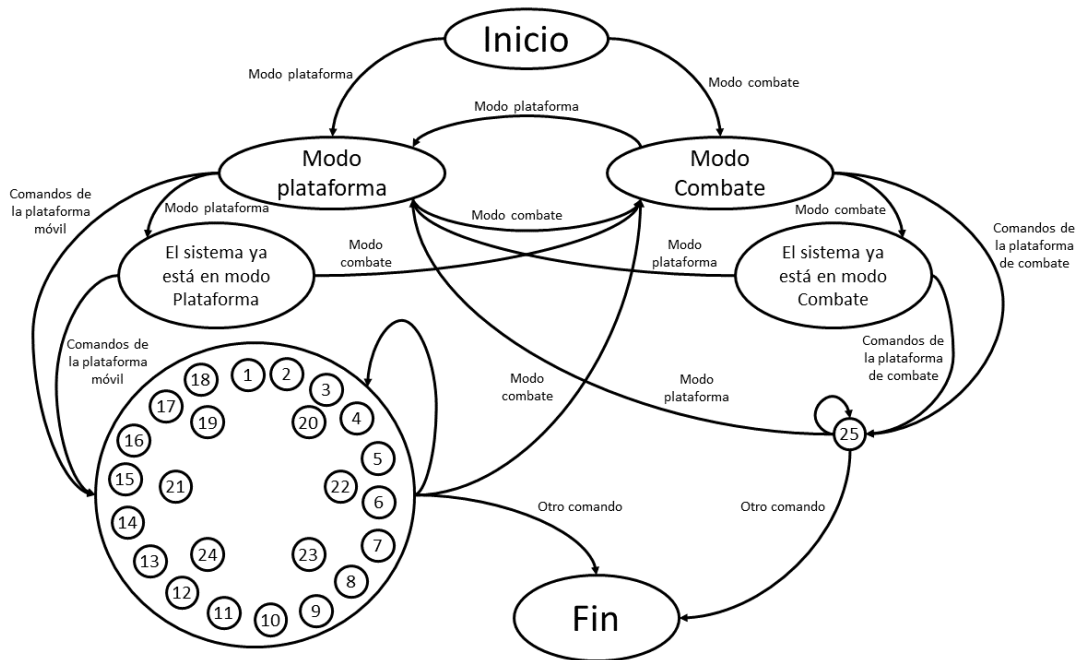 Inicio
Modo plataforma
Modo combate
Modo plataforma
Modo
plataforma
Modo
Combate
Comandos de
la plataforma
móvil
Modo plataforma
Modo combate
Modo combate
Comandos de
la plataforma
de combate
El sistema ya
está en modo
Plataforma
Modo
combate
Modo
plataforma
El sistema ya
está en modo
Combate
Comandos de
la plataforma
móvil
Modo
combate
Modo
plataforma
Comandos de
la plataforma
de combate
1
2
3
4
5
6
7
8
9
10
11
12
13
14
15
16
17
18
19
20
21
22
23
24
25
Otro comando
Otro comando
Fin